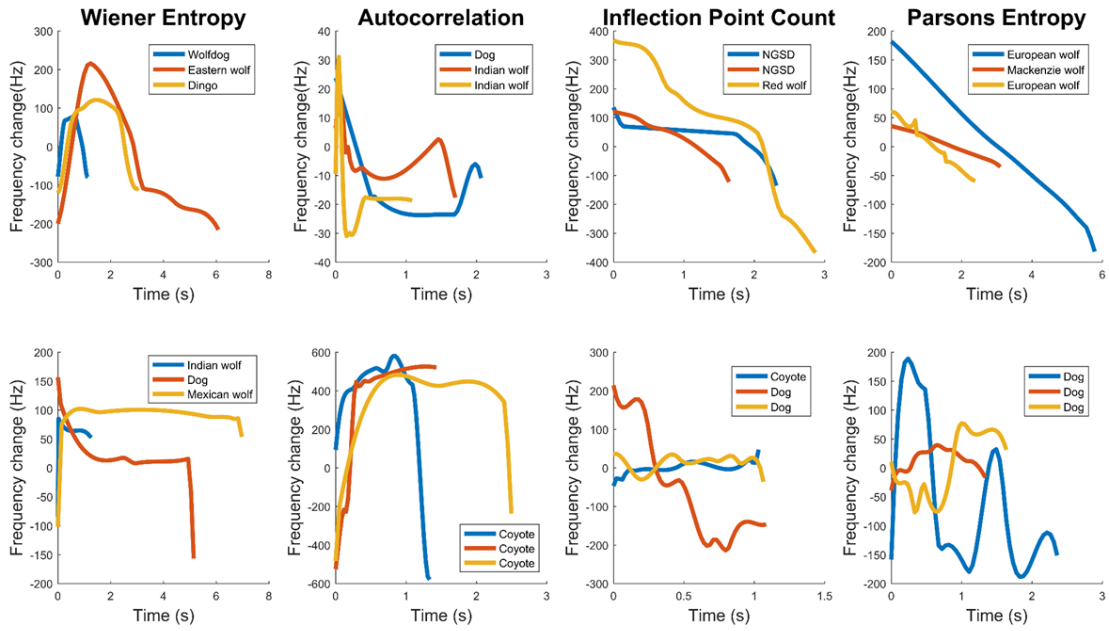 Wiener Entropy
Frequency change(Hz)
300
200
100
0
-100
-200
-300
Wolfdog
Eastern wolf
Dingo
0 2 4 6 8
Time (s)
Autocorrelation
Frequency change(Hz)
40
30
20
10
0
-10
-20
-30
-40
Dog
Indian wolf
Indian wolf
0 1 2 3
Time (s)
Inflection Point Count
Frequency change(Hz)
400
300
200
100
0
-100
-200
-300
-400
NGSD
NGSD
Red wolf
0 1 2 3
Time (s)
Parsons Entropy
Frequency change (Hz)
200
150
100
50
0
-50
-100
-150
-200
European wolf
Mackenzie wolf
European wolf
0 2 4 6
Time (s)
Frequency change (Hz)
200
150
100
50
0
-50
-100
-150
-200
Indian wolf
Dog
Mexican wolf
0 2 4 6 8
Time (s)
Frequency change (Hz)
600
400
200
0
-200
-400
-600
Coyote
Coyote
Coyote
0 1 2 3
Time (s)
Frequency change (Hz)
300
200
100
0
-100
-200
-300
Coyote
Dog
Dog
0 0.5 1 1.5
Time (s)
Frequency change (Hz)
200
150
100
50
0
-50
-100
-150
-200
Dog
Dog
Dog
0 1 2 3
Time (s)